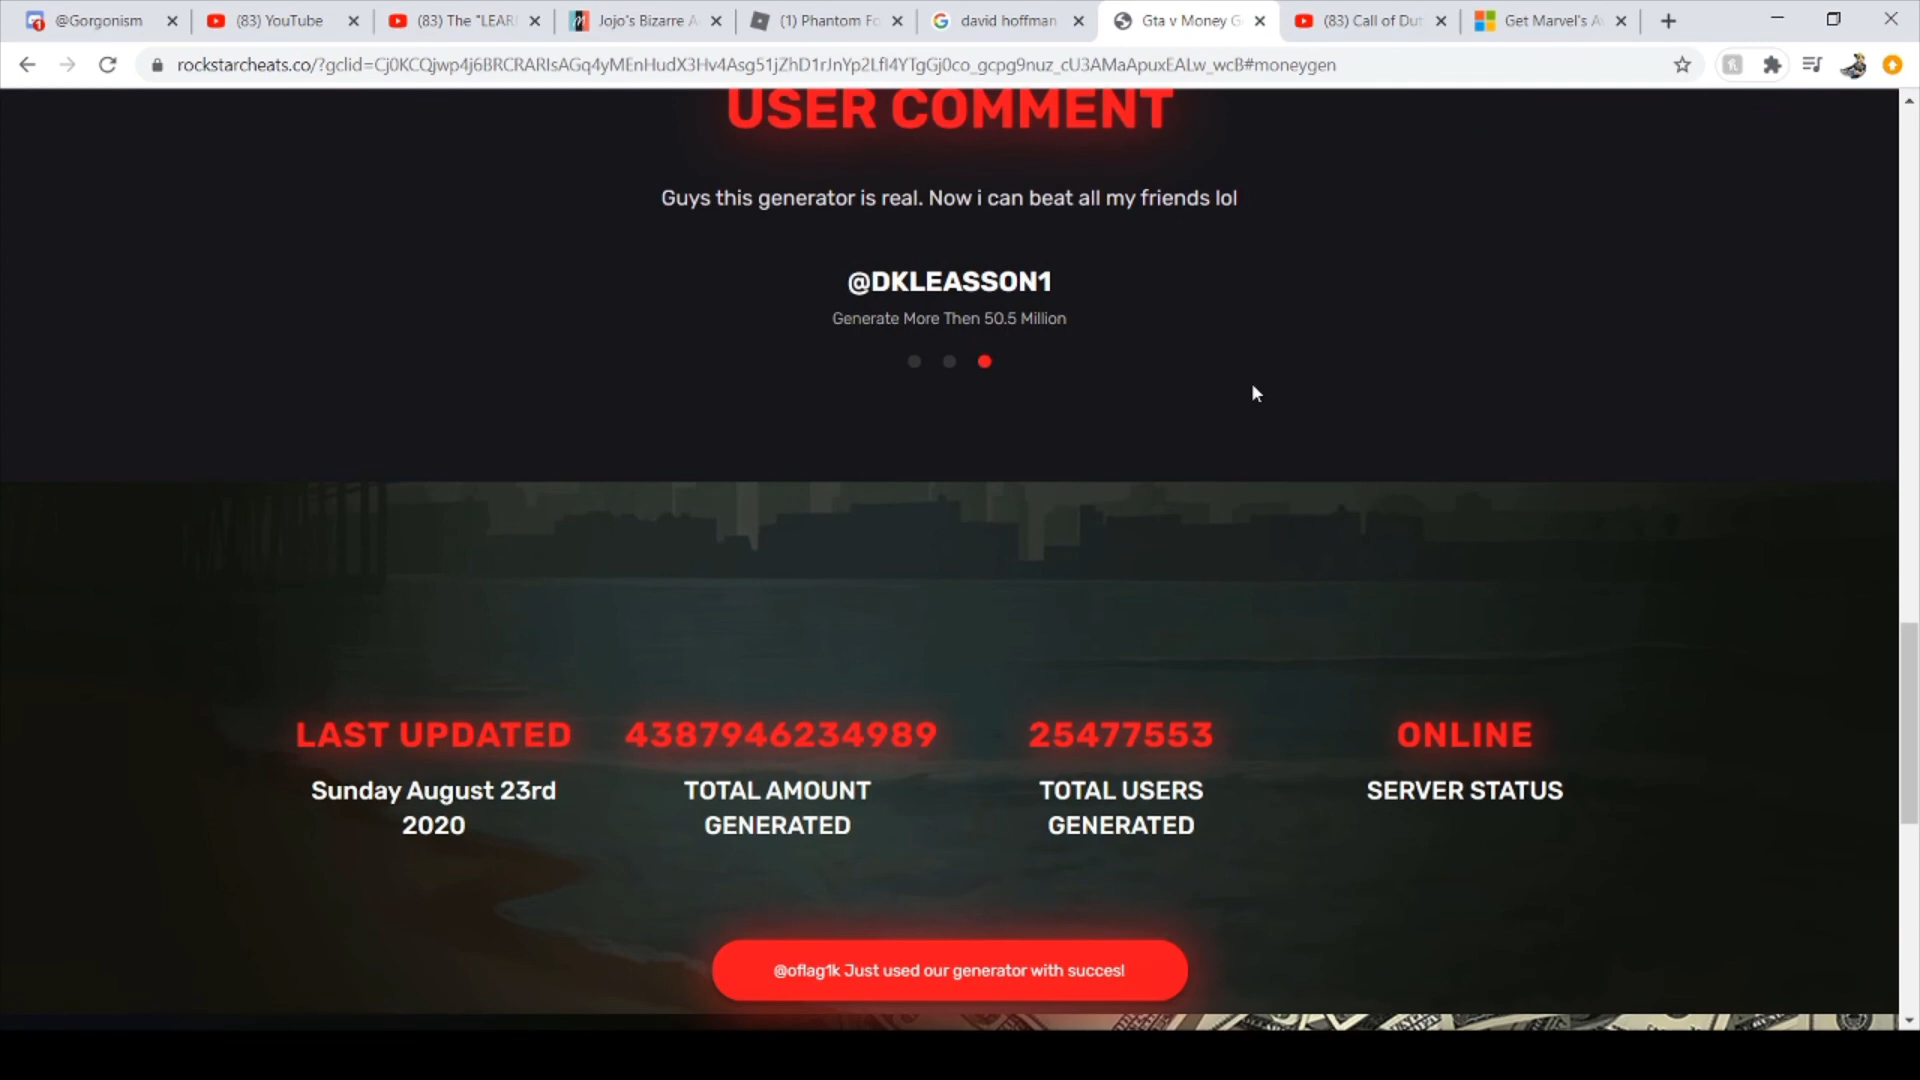 @Gorgonism
(83) YouTube
(83) The "LEAR
Jojo's Bizarre A
(1) Phantom Fo
david hoffman
Gta v Money G
(83) Call of Dut
Get Marvel's A
rockstarcheats.co/?gclid=Cj0KCQjwp4j6BRCRARIsAGq4yMEnHudX3Hv4Asg51jZhD1rJnYp2LfI4YTgGj0co_gcpg9nuz_cU3AMaApuxEALw_wcB#moneygen
USER COMMENT
Guys this generator is real. Now i can beat all my friends lol
@DKLEASSON1
Generate More Then 50.5 Million
LAST UPDATED
4387946234989
25477553
ONLINE
Sunday August 23rd
2020
TOTAL AMOUNT
GENERATED
TOTAL USERS
GENERATED
SERVER STATUS
@oflag1k Just used our generator with succes!